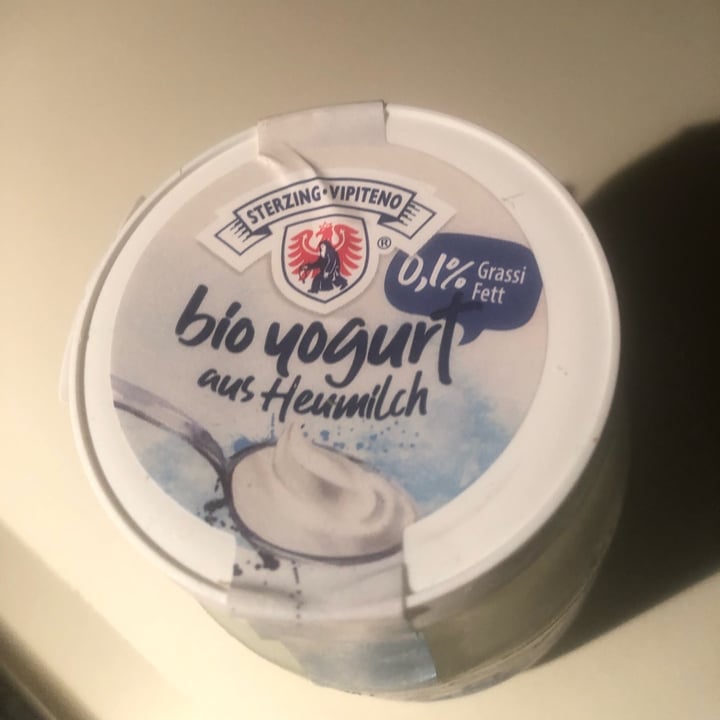 STERZING·VIPITENO
®
0,1% Grassi
Fett
bio yogurt
aus Heumilch